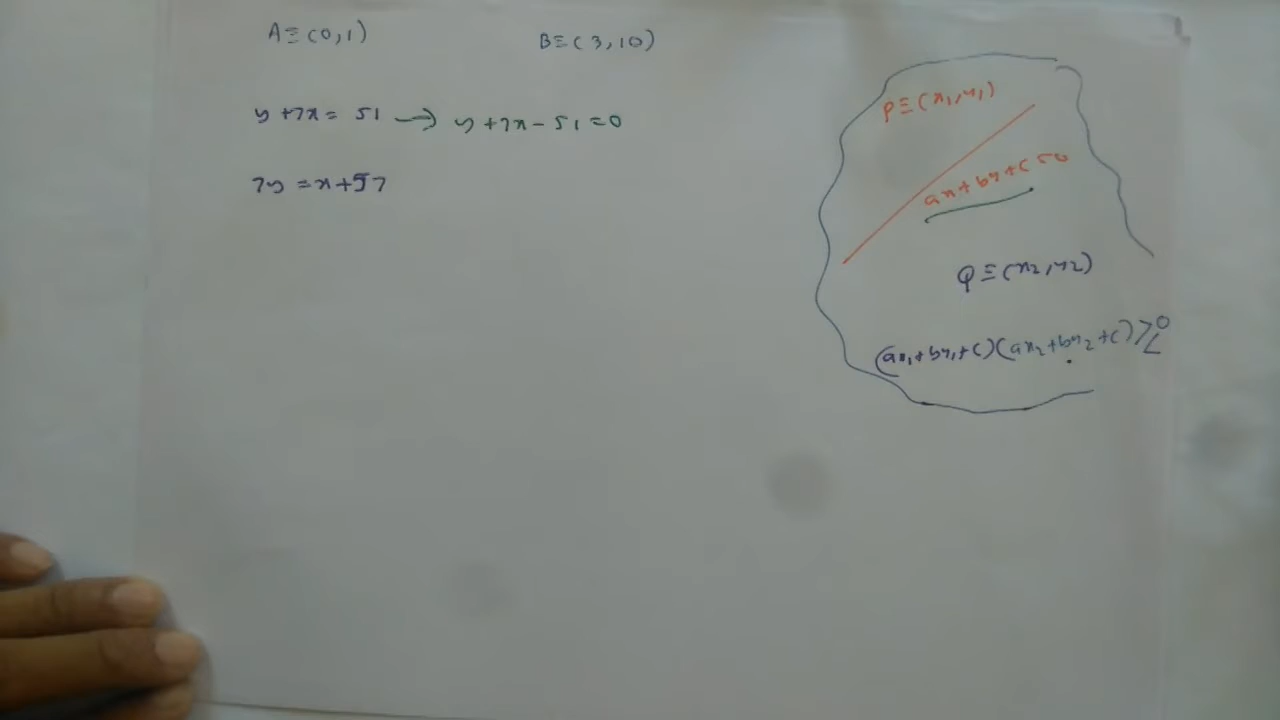 A≡(0,1)
B≡(3,10)
y+7x= 51 → y+7x-51=0
7y =x+57
P≡(x₁,y₁)
ax+by+c=0
Q≡(x₂,y₂)
(ax₁+by₁+c)(ax₂+by₂+c)><0